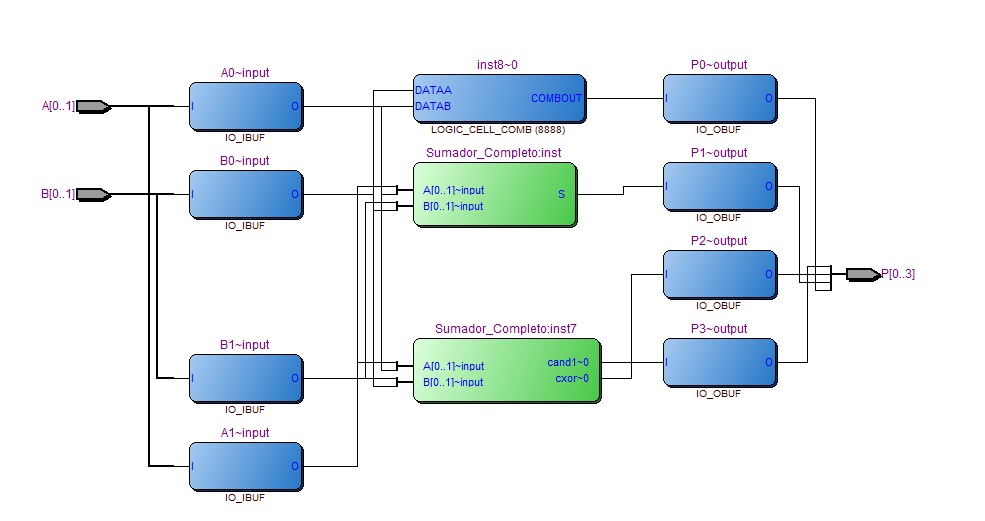 A[0..1]
B[0..1]
A0~input
I
O
IO_IBUF
B0~input
I
O
IO_IBUF
B1~input
I
O
IO_IBUF
A1~input
I
O
IO_IBUF
inst8~0
DATAA
DATAB
COMBOUT
LOGIC_CELL_COMB (8888)
Sumador_Completo:inst
A[0..1]~input
B[0..1]~input
S
Sumador_Completo:inst7
A[0..1]~input
B[0..1]~input
cand1~0
cxor~0
P0~output
I
O
IO_OBUF
P1~output
I
O
IO_OBUF
P2~output
I
O
IO_OBUF
P3~output
I
O
IO_OBUF
P[0..3]